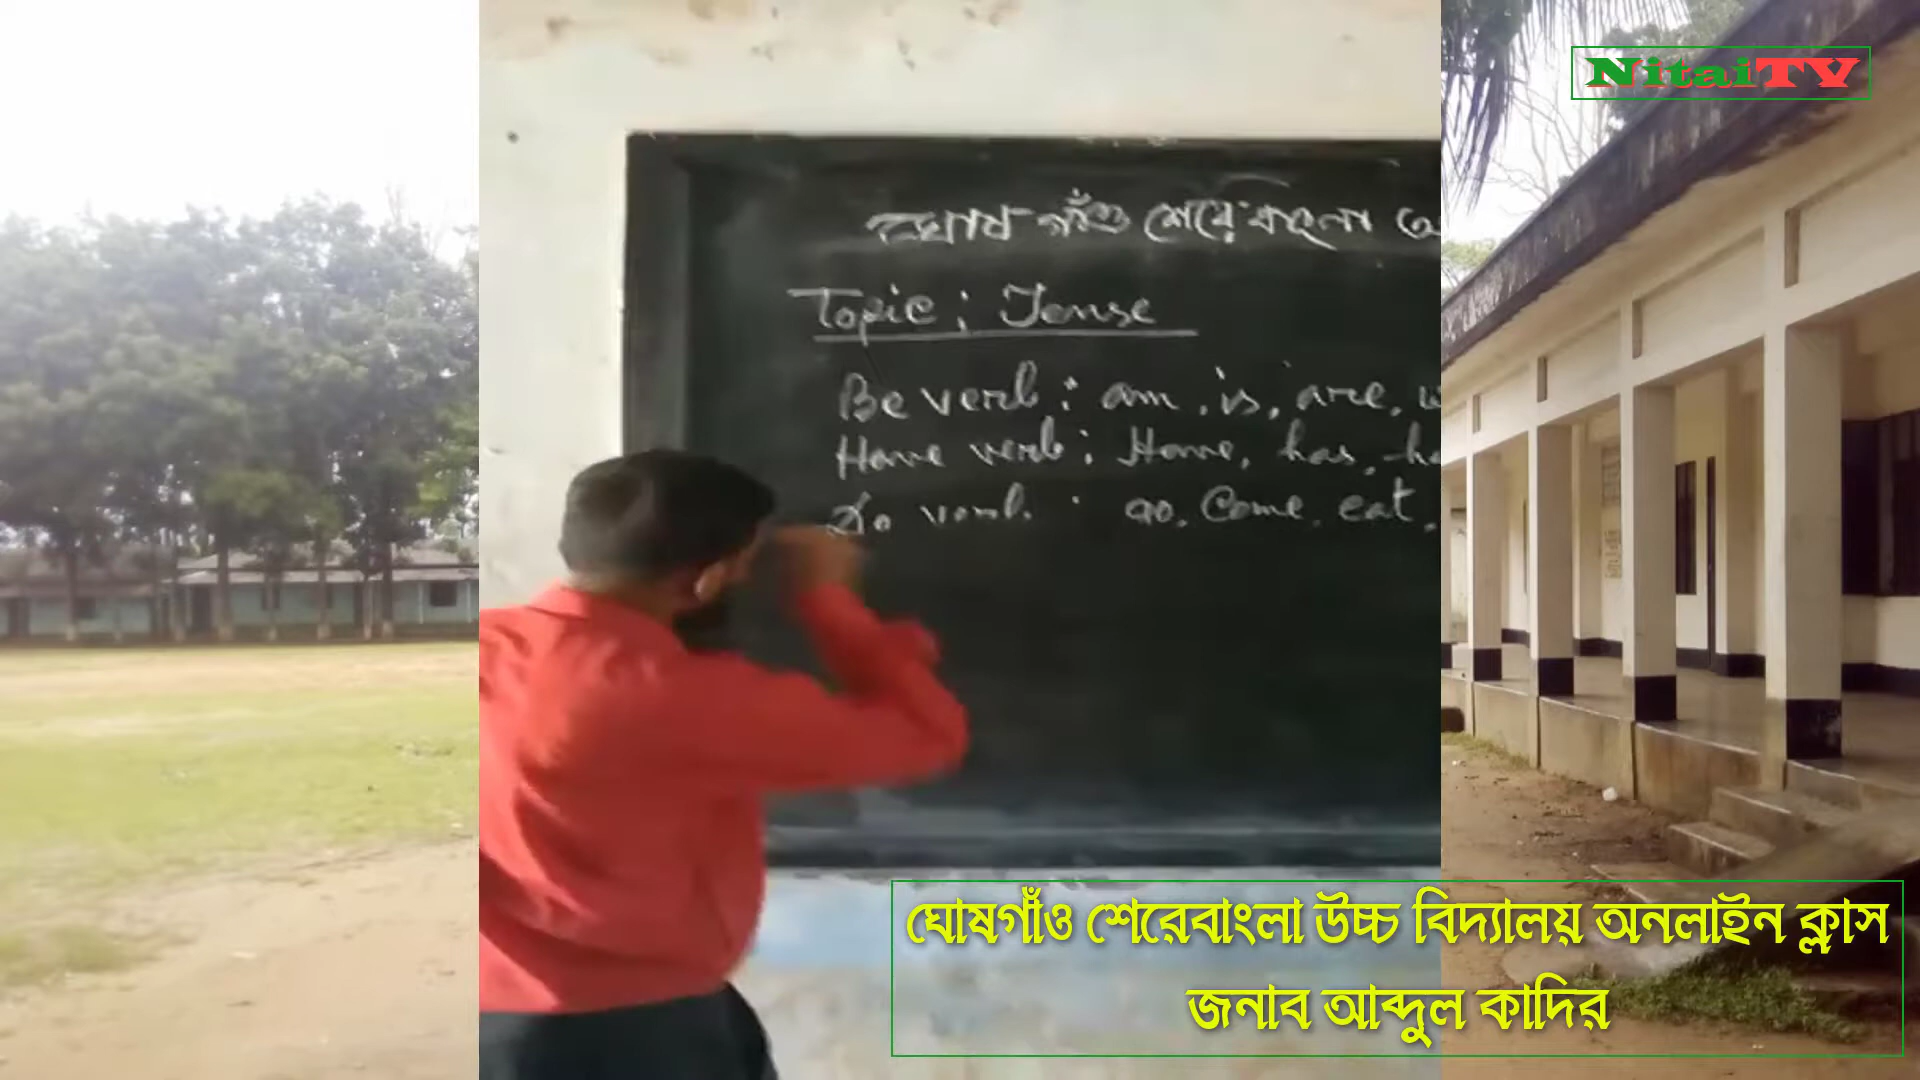 NitaiTV
ঘোষগাঁও শেরেবাংলা
Topic : Tense
Be verb : am, is, are,
Have verb : Have, has,
Do verb : go, Come, eat,
ঘোষগাঁও শেরেবাংলা উচ্চ বিদ্যালয় অনলাইন ক্লাস
জনাব আব্দুল কাদির